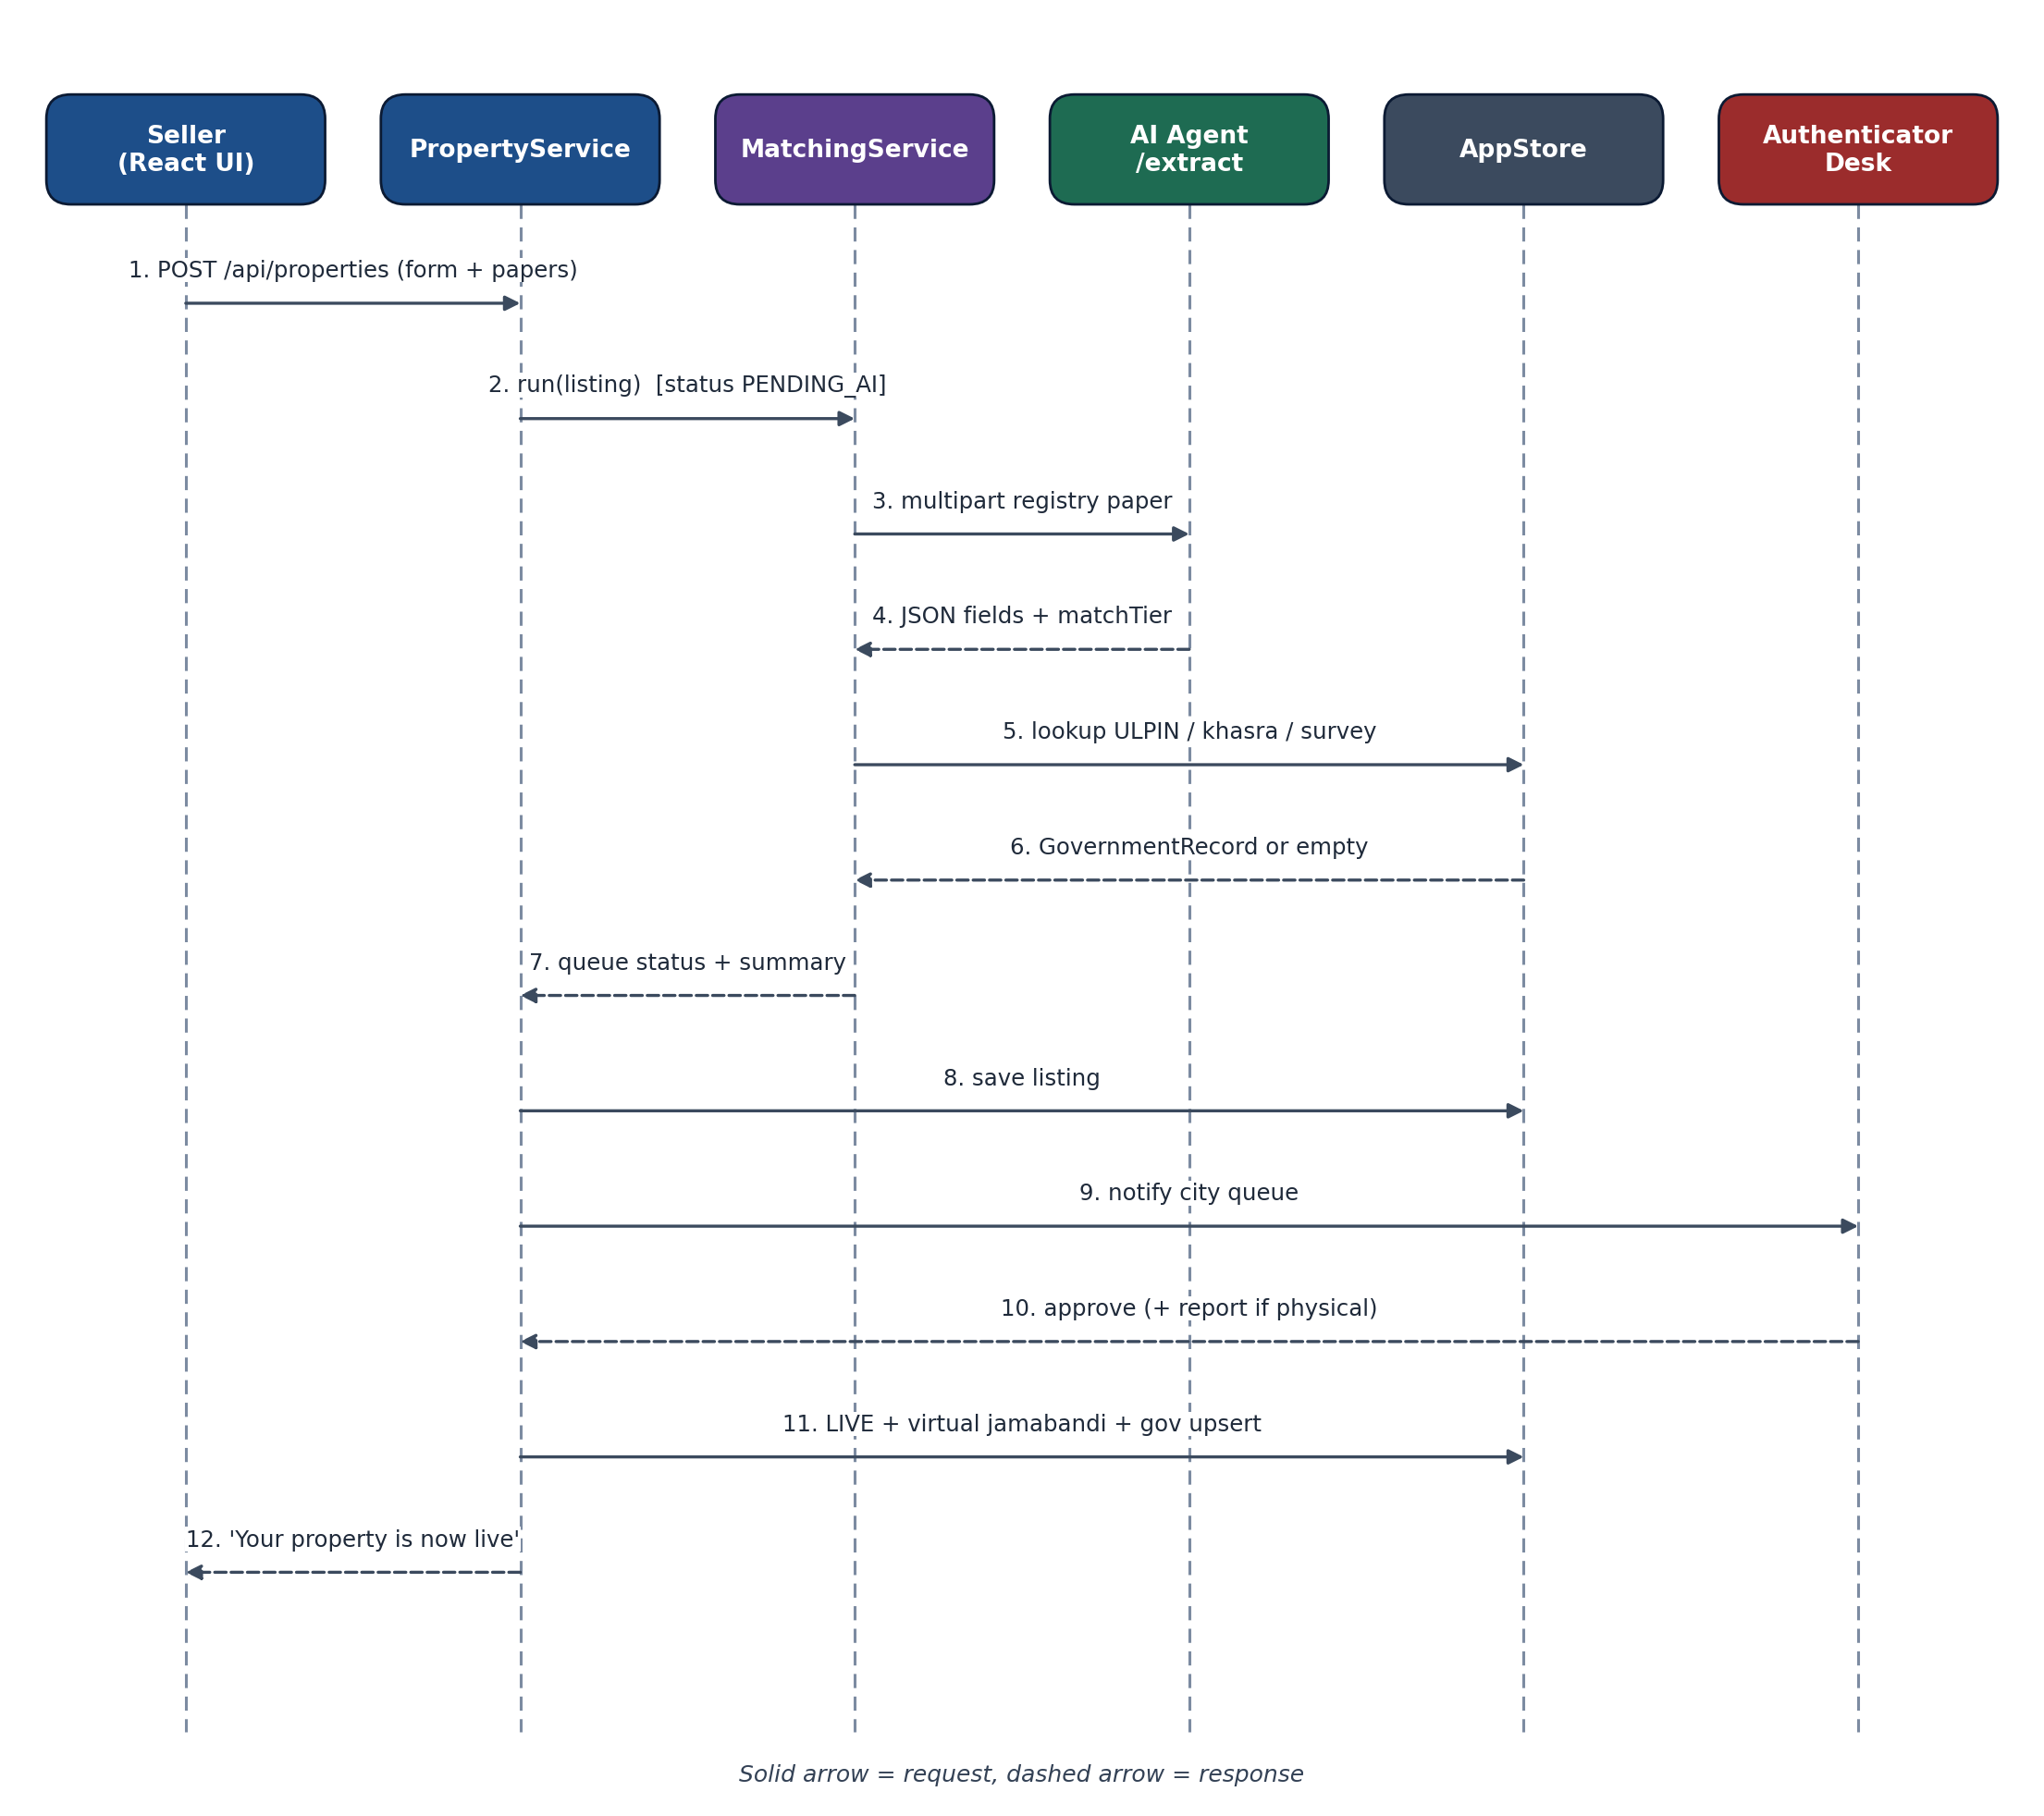 Seller
(React UI)
PropertyService
MatchingService
AI Agent
/extract
AppStore
Authenticator
Desk
1. POST /api/properties (form + papers)
2. run(listing)  [status PENDING_AI]
3. multipart registry paper
4. JSON fields + matchTier
5. lookup ULPIN / khasra / survey
6. GovernmentRecord or empty
7. queue status + summary
8. save listing
9. notify city queue
10. approve (+ report if physical)
11. LIVE + virtual jamabandi + gov upsert
12. 'Your property is now live'
Solid arrow = request, dashed arrow = response